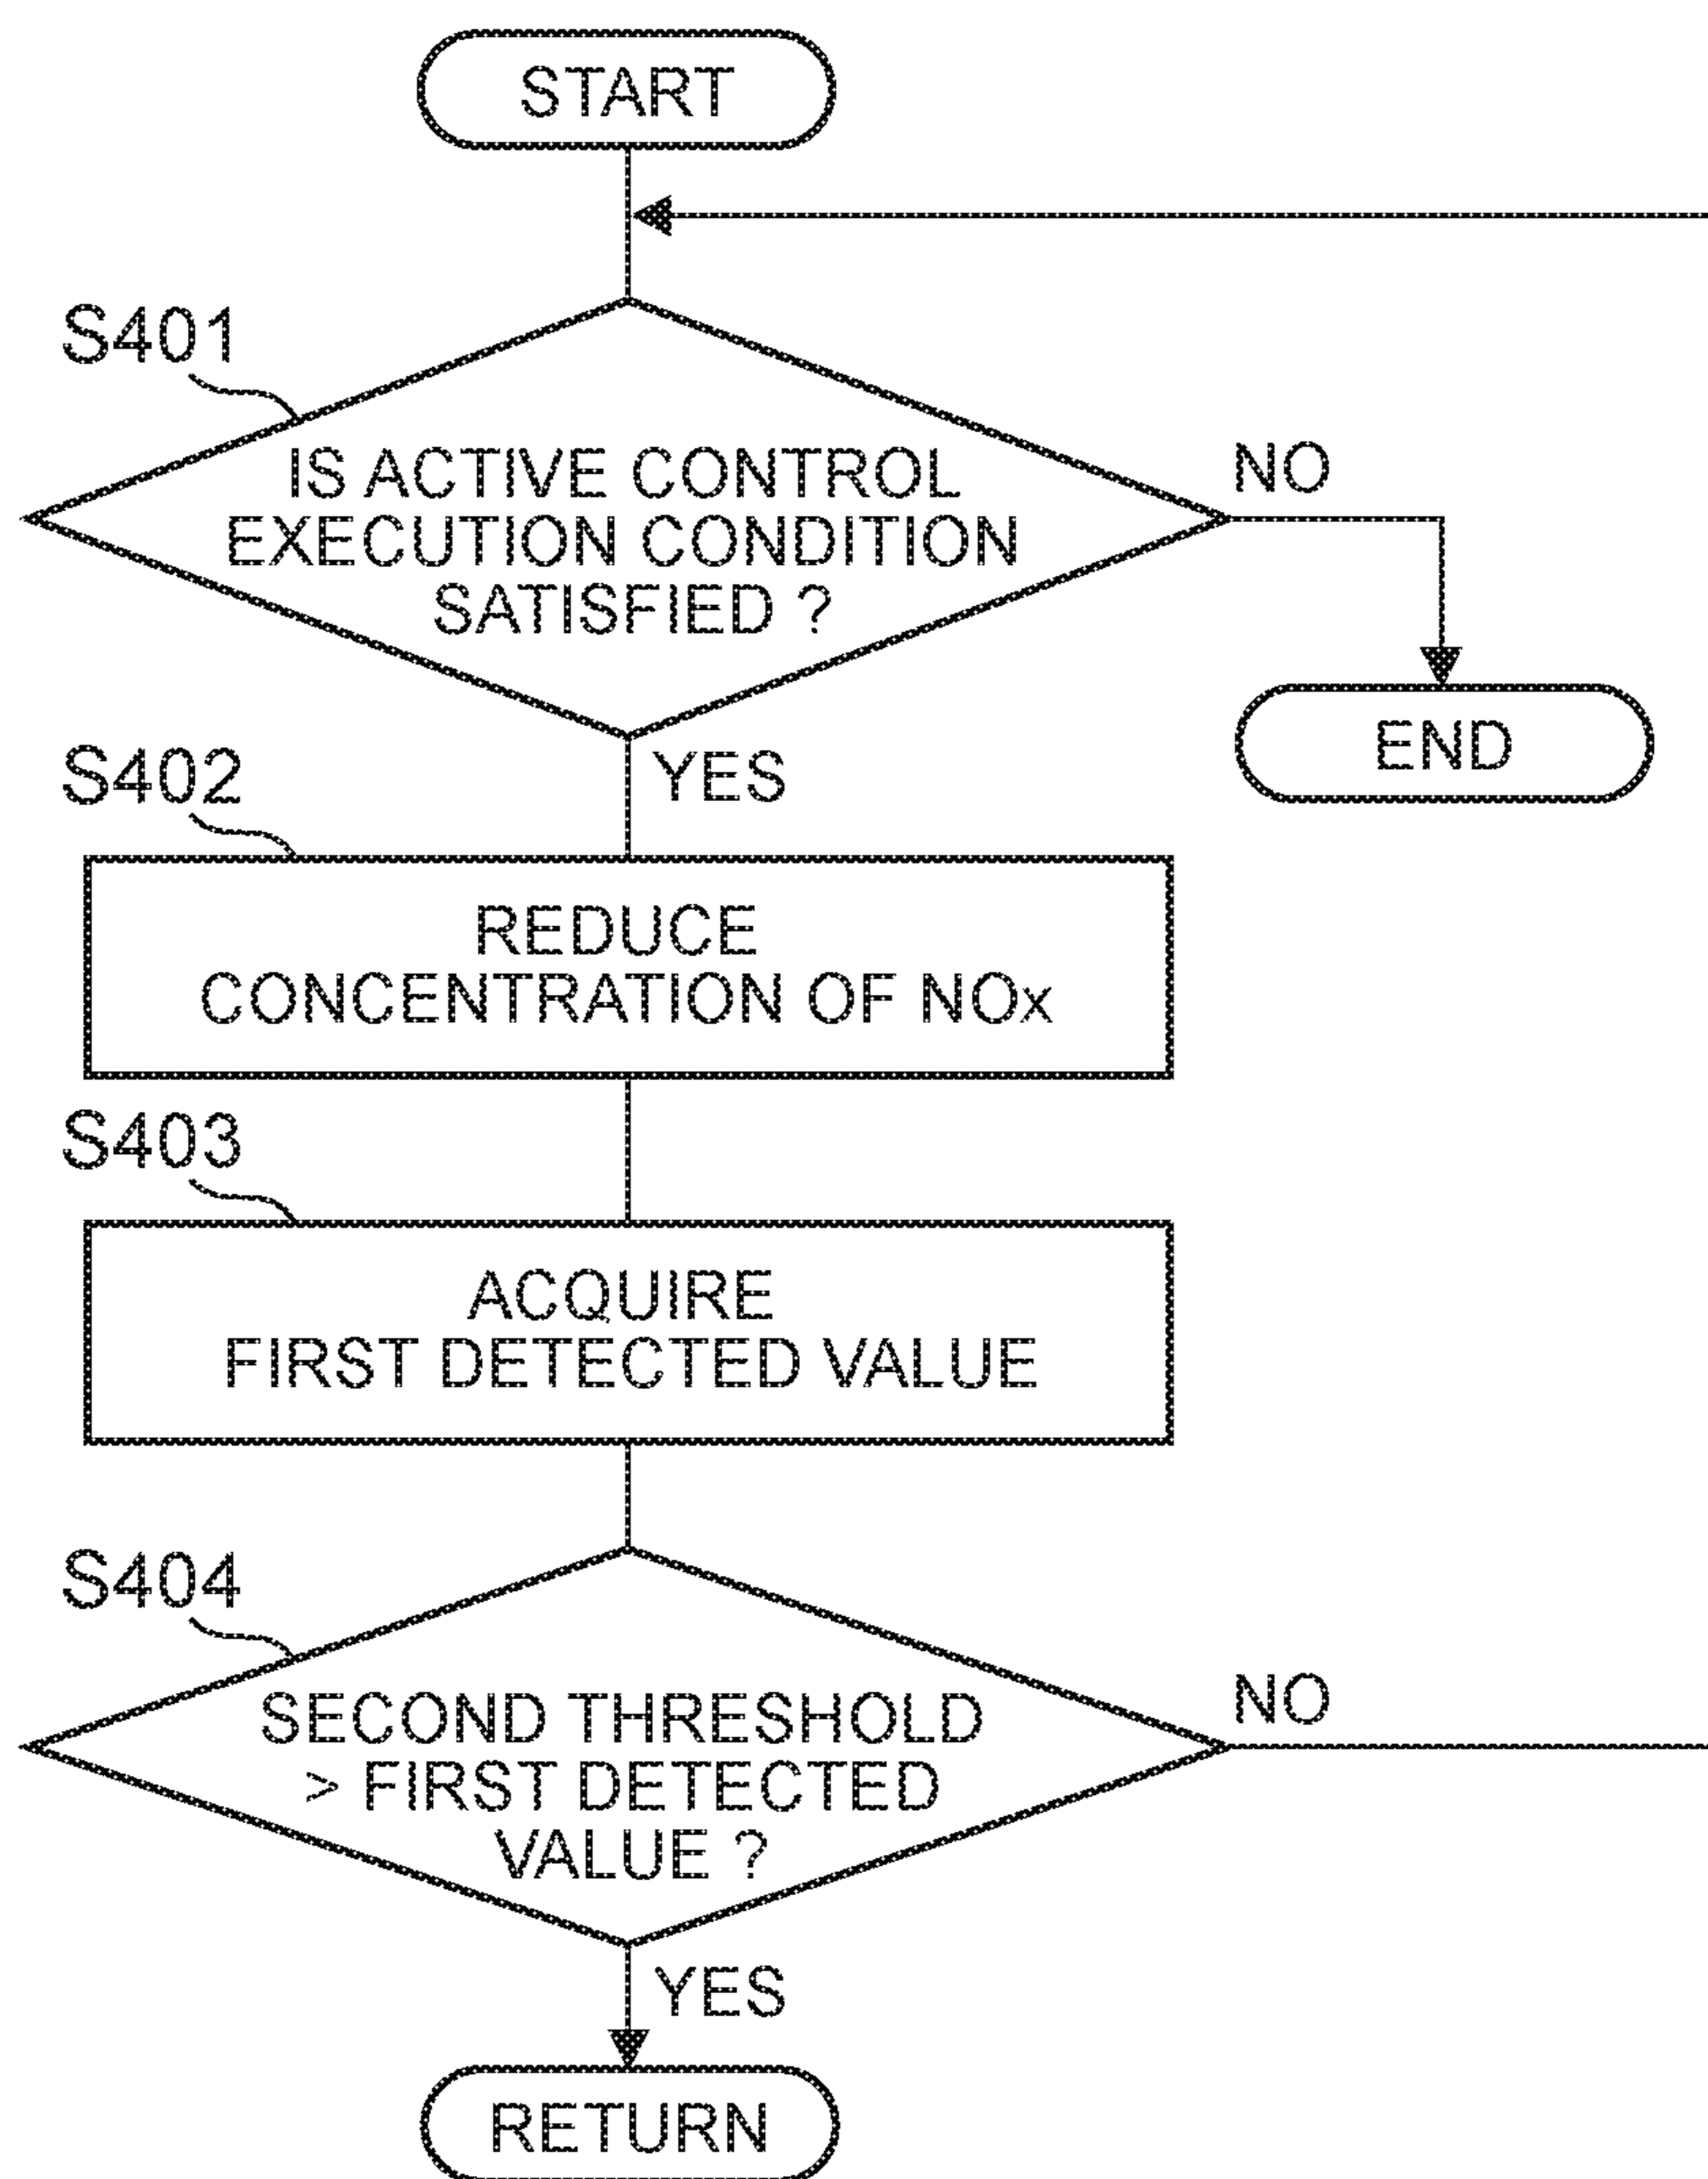 START
S401
IS ACTIVE CONTROL
EXECUTION CONDITION
SATISFIED ?
NO
END
YES
S402
REDUCE
CONCENTRATION OF NOx
S403
ACQUIRE
FIRST DETECTED VALUE
S404
SECOND THRESHOLD
> FIRST DETECTED
VALUE ?
NO
YES
RETURN